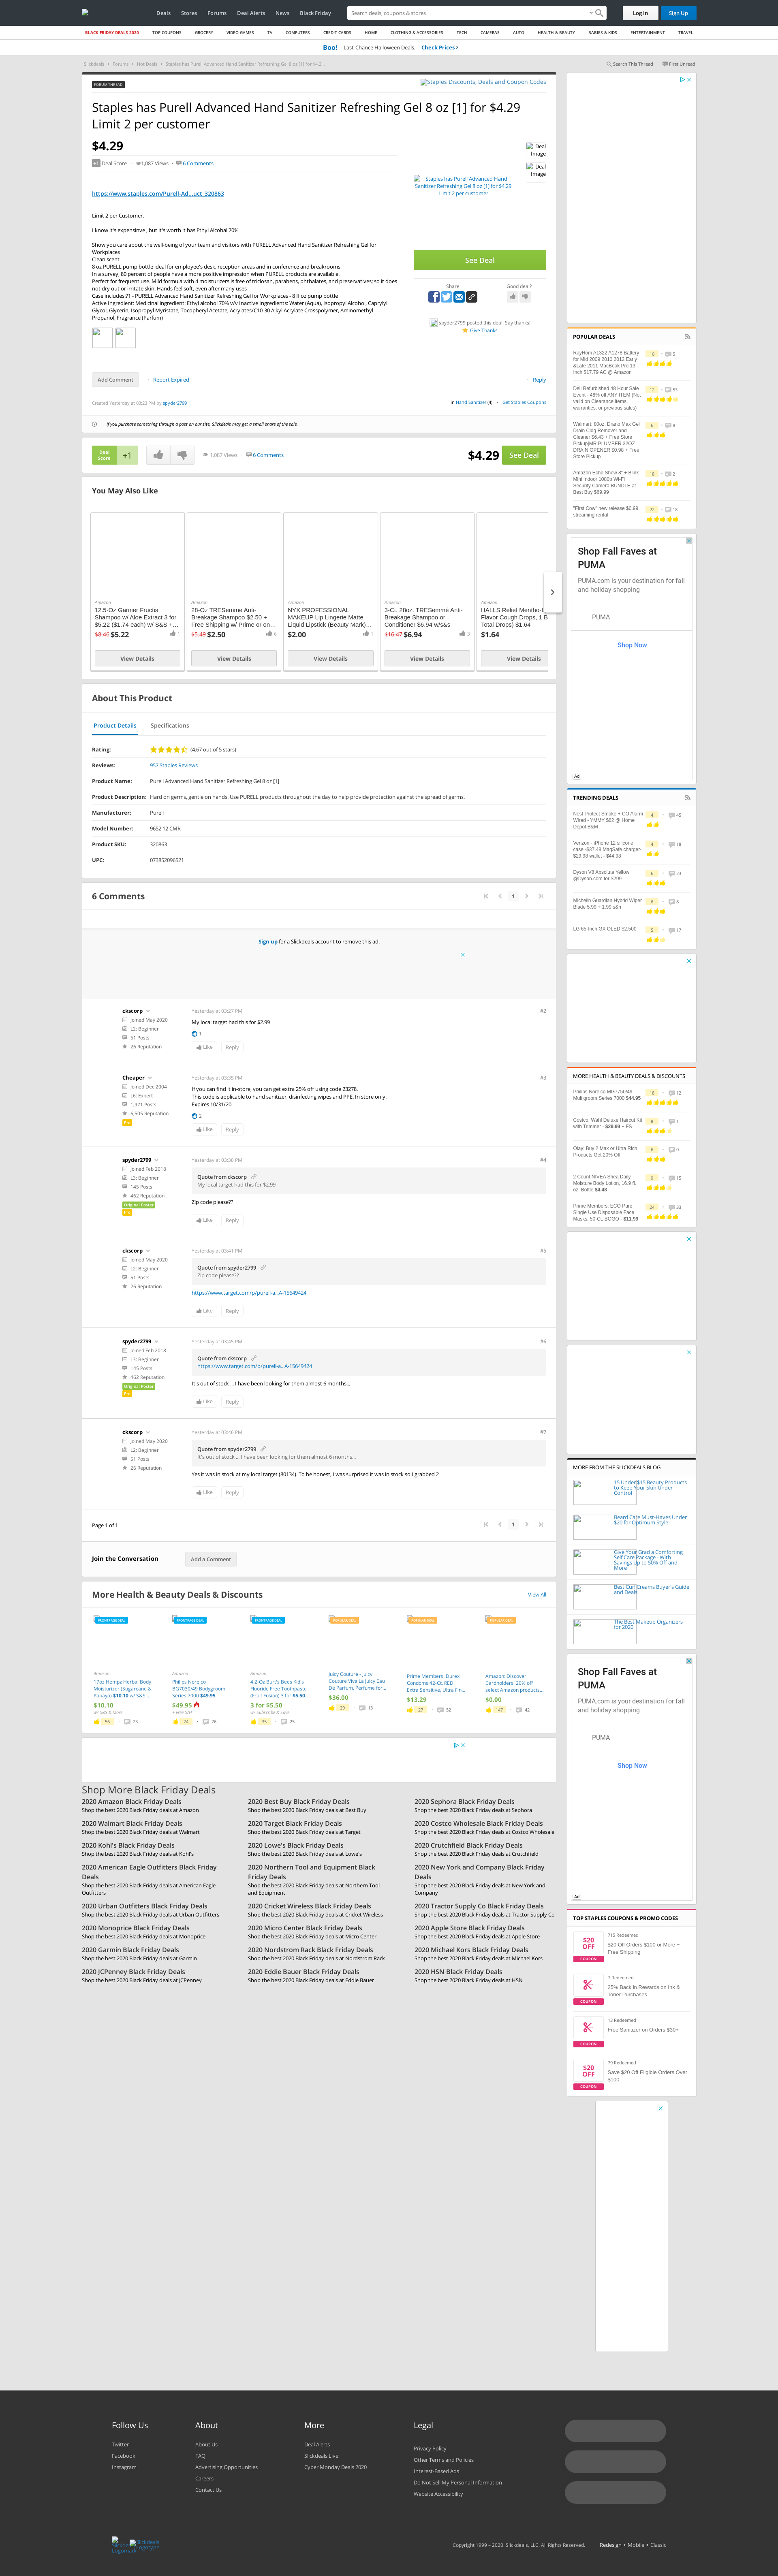 Deals Stores Forums Deal Alerts News Black Friday
Search deals, coupons & stores
Log In Sign Up
BLACK FRIDAY DEALS 2020 TOP COUPONS GROCERY VIDEO GAMES TV COMPUTERS CREDIT CARDS HOME CLOTHING & ACCESSORIES TECH CAMERAS AUTO HEALTH & BEAUTY BABIES & KIDS ENTERTAINMENT TRAVEL
Boo! Last-Chance Halloween Deals. Check Prices ›
Slickdeals > Forums > Hot Deals > Staples has Purell Advanced Hand Sanitizer Refreshing Gel 8 oz [1] for $4.2...
Search This Thread First Unread
FORUM THREAD
Staples Discounts, Deals and Coupon Codes
Staples has Purell Advanced Hand Sanitizer Refreshing Gel 8 oz [1] for $4.29
Limit 2 per customer
$4.29
+1 Deal Score 1,087 Views 6 Comments
https://www.staples.com/Purell-Ad...uct_320863
Limit 2 per Customer.
I know it's expensinve , but it's worth it has Ethyl Alcohal 70%
Show you care about the well-being of your team and visitors with PURELL Advanced Hand Sanitizer Refreshing Gel for
Workplaces
Clean scent
8 oz PURELL pump bottle ideal for employee's desk, reception areas and in conference and breakrooms
In a survey, 80 percent of people have a more positive impression when PURELL products are available.
Perfect for frequent use. Mild formula with 4 moisturizers is free of triclosan, parabens, phthalates, and preservatives; so it does
not dry out or irritate skin. Hands feel soft, even after many uses
Case includes:?1 - PURELL Advanced Hand Sanitizer Refreshing Gel for Workplaces - 8 fl oz pump bottle
Active Ingredient: Medical ingredient: Ethyl alcohol 70% v/v Inactive Ingredients: Water (Aqua), Isopropyl Alcohol, Caprylyl
Glycol, Glycerin, Isopropyl Myristate, Tocopheryl Acetate, Acrylates/C10-30 Alkyl Acrylate Crosspolymer, Aminomethyl
Propanol, Fragrance (Parfum)
Deal
Image
Deal
Image
Staples has Purell Advanced Hand
Sanitizer Refreshing Gel 8 oz [1] for $4.29
Limit 2 per customer
See Deal
Share Good deal?
spyder2799 posted this deal. Say thanks!
Give Thanks
Add Comment Report Expired Reply
Created Yesterday at 03:23 PM by spyder2799
Hand Sanitizer (4) Get Staples Coupons
If you purchase something through a post on our site, Slickdeals may get a small share of the sale.
Deal
Score +1
1,087 Views 6 Comments
$4.29 See Deal
You May Also Like
Amazon
12.5-Oz Garnier Fructis
Shampoo w/ Aloe Extract 3 for
$5.22 ($1.74 each) w/ S&S +...
$8.46 $5.22 1
View Details
Amazon
28-Oz TRESemme Anti-
Breakage Shampoo $2.50 +
Free Shipping w/ Prime or on...
$5.49 $2.50 6
View Details
Amazon
NYX PROFESSIONAL
MAKEUP Lip Lingerie Matte
Liquid Lipstick (Beauty Mark)...
$2.00 1
View Details
Amazon
3-Ct. 28oz. TRESemmé Anti-
Breakage Shampoo or
Conditioner $6.94 w/s&s
$16.47 $6.94 3
View Details
Amazon
HALLS Relief Mentho-L
Flavor Cough Drops, 1 B
Total Drops) $1.64
$1.64
View Details
About This Product
Product Details Specifications
Rating: (4.67 out of 5 stars)
Reviews: 957 Staples Reviews
Product Name: Purell Advanced Hand Sanitizer Refreshing Gel 8 oz [1]
Product Description: Hard on germs, gentle on hands. Use PURELL products throughout the day to help provide protection against the spread of germs.
Manufacturer: Purell
Model Number: 9652 12 CMR
Product SKU: 320863
UPC: 073852096521
6 Comments
1
Sign up for a Slickdeals account to remove this ad.
ckscorp
Joined May 2020
L2: Beginner
51 Posts
26 Reputation
Yesterday at 03:27 PM #2
My local target had this for $2.99
1
Like Reply
Cheaper
Joined Dec 2004
L6: Expert
1,971 Posts
6,505 Reputation
Pro
Yesterday at 03:35 PM #3
If you can find it in-store, you can get extra 25% off using code 23278.
This code is applicable to hand sanitizer, disinfecting wipes and PPE. In store only.
Expires 10/31/20.
2
Like Reply
spyder2799
Joined Feb 2018
L3: Beginner
145 Posts
462 Reputation
Original Poster
Pro
Yesterday at 03:38 PM #4
Quote from ckscorp
My local target had this for $2.99
Zip code please??
Like Reply
ckscorp
Joined May 2020
L2: Beginner
51 Posts
26 Reputation
Yesterday at 03:41 PM #5
Quote from spyder2799
Zip code please??
https://www.target.com/p/purell-a...A-15649424
Like Reply
spyder2799
Joined Feb 2018
L3: Beginner
145 Posts
462 Reputation
Original Poster
Pro
Yesterday at 03:45 PM #6
Quote from ckscorp
https://www.target.com/p/purell-a...A-15649424
It's out of stock ... I have been looking for them almost 6 months...
Like Reply
ckscorp
Joined May 2020
L2: Beginner
51 Posts
26 Reputation
Yesterday at 03:46 PM #7
Quote from spyder2799
It's out of stock ... I have been looking for them almost 6 months...
Yes it was in stock at my local target (80134). To be honest, I was surprised it was in stock so I grabbed 2
Like Reply
Page 1 of 1
1
Join the Conversation Add a Comment
More Health & Beauty Deals & Discounts View All
FRONTPAGE DEAL
Amazon
17oz Hempz Herbal Body
Moisturizer (Sugarcane &
Papaya) $10.10 w/ S&S ...
$10.10
w/ S&S & More
56 23
FRONTPAGE DEAL
Amazon
Philips Norelco
BG7030/49 Bodygroom
Series 7000 $49.95
$49.95
+ Free S/H
74 76
FRONTPAGE DEAL
Amazon
4.2-Oz Burt's Bees Kid's
Fluoride Free Toothpaste
(Fruit Fusion) 3 for $5.50...
3 for $5.50
w/ Subscribe & Save
35 25
POPULAR DEAL
Juicy Couture - Juicy
Couture Viva La Juicy Eau
De Parfum, Perfume for...
$36.00
29 13
POPULAR DEAL
Prime Members: Durex
Condoms 42-Ct, RED
Extra Sensitive, Ultra Fin...
$13.29
27 52
POPULAR DEAL
Amazon: Discover
Cardholders: 20% off
select Amazon products...
$0.00
147 42
Shop More Black Friday Deals
2020 Amazon Black Friday Deals
Shop the best 2020 Black Friday deals at Amazon
2020 Best Buy Black Friday Deals
Shop the best 2020 Black Friday deals at Best Buy
2020 Sephora Black Friday Deals
Shop the best 2020 Black Friday deals at Sephora
2020 Walmart Black Friday Deals
Shop the best 2020 Black Friday deals at Walmart
2020 Target Black Friday Deals
Shop the best 2020 Black Friday deals at Target
2020 Costco Wholesale Black Friday Deals
Shop the best 2020 Black Friday deals at Costco Wholesale
2020 Kohl's Black Friday Deals
Shop the best 2020 Black Friday deals at Kohl's
2020 Lowe's Black Friday Deals
Shop the best 2020 Black Friday deals at Lowe's
2020 Crutchfield Black Friday Deals
Shop the best 2020 Black Friday deals at Crutchfield
2020 American Eagle Outfitters Black Friday
Deals
Shop the best 2020 Black Friday deals at American Eagle
Outfitters
2020 Northern Tool and Equipment Black
Friday Deals
Shop the best 2020 Black Friday deals at Northern Tool
and Equipment
2020 New York and Company Black Friday
Deals
Shop the best 2020 Black Friday deals at New York and
Company
2020 Urban Outfitters Black Friday Deals
Shop the best 2020 Black Friday deals at Urban Outfitters
2020 Cricket Wireless Black Friday Deals
Shop the best 2020 Black Friday deals at Cricket Wireless
2020 Tractor Supply Co Black Friday Deals
Shop the best 2020 Black Friday deals at Tractor Supply Co
2020 Monoprice Black Friday Deals
Shop the best 2020 Black Friday deals at Monoprice
2020 Micro Center Black Friday Deals
Shop the best 2020 Black Friday deals at Micro Center
2020 Apple Store Black Friday Deals
Shop the best 2020 Black Friday deals at Apple Store
2020 Garmin Black Friday Deals
Shop the best 2020 Black Friday deals at Garmin
2020 Nordstrom Rack Black Friday Deals
Shop the best 2020 Black Friday deals at Nordstrom Rack
2020 Michael Kors Black Friday Deals
Shop the best 2020 Black Friday deals at Michael Kors
2020 JCPenney Black Friday Deals
Shop the best 2020 Black Friday deals at JCPenney
2020 Eddie Bauer Black Friday Deals
Shop the best 2020 Black Friday deals at Eddie Bauer
2020 HSN Black Friday Deals
Shop the best 2020 Black Friday deals at HSN
POPULAR DEALS
RayHom A1322 A1278 Battery
for Mid 2009 2010 2012 Early
&Late 2011 MacBook Pro 13
Inch $17.79 AC @ Amazon
10 5
Dell Refurbished 48 Hour Sale
Event - 48% off ANY ITEM (Not
valid on Clearance items,
warranties, or previous sales)
12 53
Walmart: 80oz. Drano Max Gel
Drain Clog Remover and
Cleaner $6.43 + Free Store
Pickup|MR PLUMBER 32OZ
DRAIN OPENER $0.98 + Free
Store Pickup
6 8
Amazon Echo Show 8" + Blink -
Mini indoor 1080p Wi-Fi
Security Camera BUNDLE at
Best Buy $69.99
18 2
"First Cow" new release $0.99
streaming rental
22 18
Shop Fall Faves at
PUMA
PUMA.com is your destination for fall
and holiday shopping
PUMA
Shop Now
Ad
TRENDING DEALS
Nest Protect Smoke + CO Alarm
Wired - YMMV $62 @ Home
Depot B&M
4 45
Verizon - iPhone 12 silicone
case -$37.48 MagSafe charger-
$29.98 wallet - $44.98
4 18
Dyson V8 Absolute Yellow
@Dyson.com for $299
6 23
Michelin Guardian Hybrid Wiper
Blade 5.99 + 1.99 s&h
6 6
LG 65-Inch GX OLED $2,500
5 17
MORE HEALTH & BEAUTY DEALS & DISCOUNTS
Philips Norelco MG7750/49
Multigroom Series 7000 $44.95
18 12
Costco: Wahl Deluxe Haircut Kit
with Trimmer - $29.99 + FS
8 1
Olay: Buy 2 Max or Ultra Rich
Products Get 20% Off
6 0
2 Count NIVEA Shea Daily
Moisture Body Lotion, 16.9 fl.
oz. Bottle $4.48
9 15
Prime Members: ECO Pure
Single Use Disposable Face
Masks, 50-Ct; BOGO - $11.99
24 33
MORE FROM THE SLICKDEALS BLOG
15 Under $15 Beauty Products
to Keep Your Skin Under
Control
Beard Care Must-Haves Under
$20 for Optimum Style
Give Your Grad a Comforting
Self Care Package - With
Savings Up to 50% Off and
More
Best Curl Creams Buyer's Guide
and Deals
The Best Makeup Organizers
for 2020
Shop Fall Faves at
PUMA
PUMA.com is your destination for fall
and holiday shopping
PUMA
Shop Now
Ad
TOP STAPLES COUPONS & PROMO CODES
$20
OFF
COUPON
715 Redeemed
$20 Off Orders $100 or More +
Free Shipping
COUPON
7 Redeemed
25% Back in Rewards on Ink &
Toner Purchases
COUPON
13 Redeemed
Free Sanitizer on Orders $30+
$20
OFF
COUPON
79 Redeemed
Save $20 Off Eligible Orders Over
$100
Follow Us
Twitter
Facebook
Instagram
About
About Us
FAQ
Advertising Opportunities
Careers
Contact Us
More
Deal Alerts
Slickdeals Live
Cyber Monday Deals 2020
Legal
Privacy Policy
Other Terms and Policies
Interest-Based Ads
Do Not Sell My Personal Information
Website Accessibility
Copyright 1999 – 2020. Slickdeals, LLC. All Rights Reserved. Redesign • Mobile • Classic